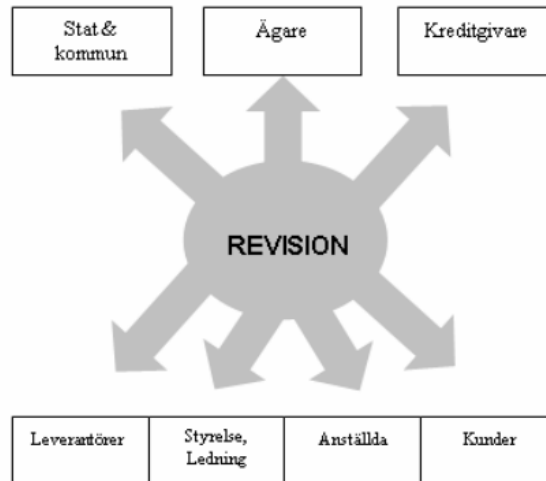 Stat &
kommun
Ägare
Kreditgivare
REVISION
Leverantörer
Styrelse,
Ledning
Anställda
Kunder